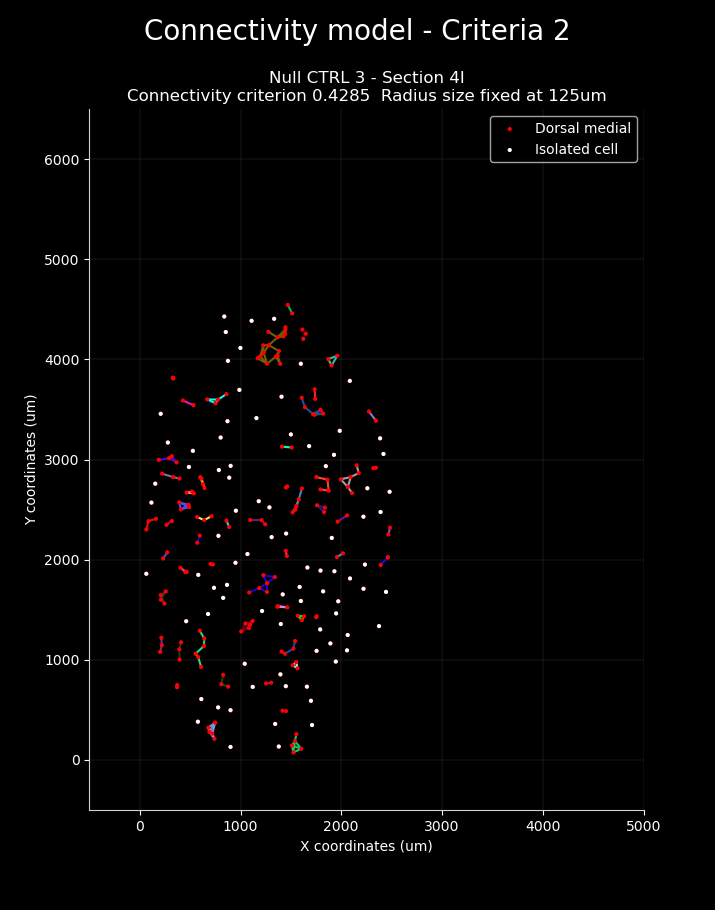 Connectivity model - Criteria 2
Null CTRL 3 - Section 4I
Connectivity criterion 0.4285  Radius size fixed at 125um
Dorsal medial
Isolated cell
Y coordinates (um)
6000
5000
4000
3000
2000
1000
0
0 1000 2000 3000 4000 5000
X coordinates (um)